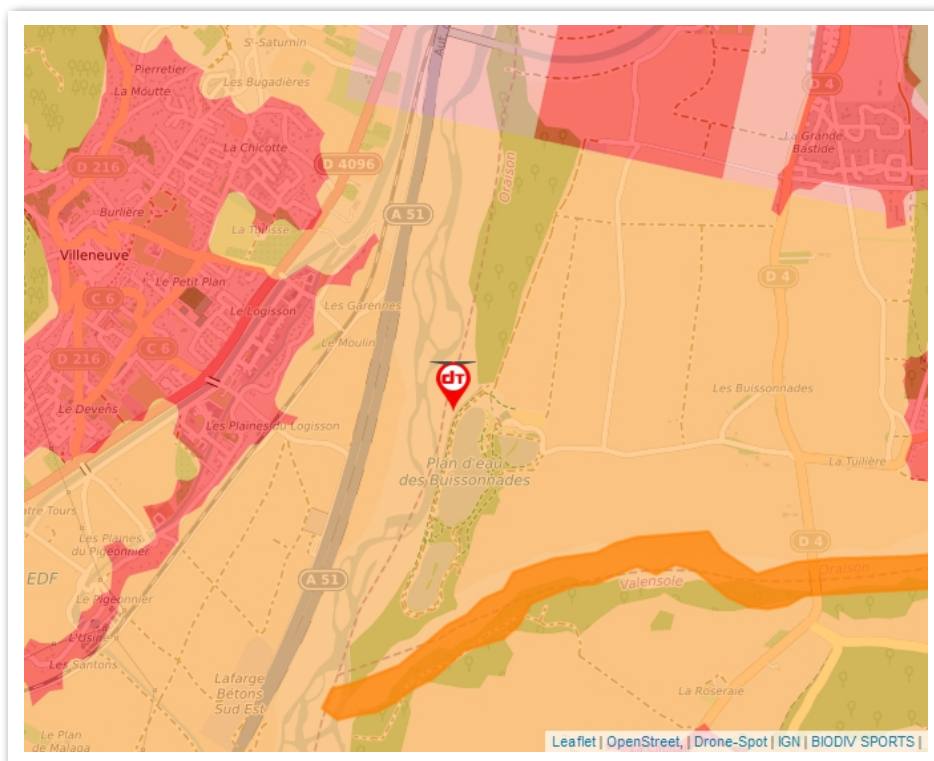 St-Saturnin
Aut
Pierretier
Les Bugadières
La Moutte
D 4
La Grande
Bastide
La Chicotte
D 4096
D 216
Oraison
Burlière
A 51
La Tuilisse
Villeneuve
Le Petit Plan
D 4
C 6
Les Garennes
Le Logisson
Le Moulin
C 6
D 216
dT
Les Buissonnades
Le Devens
Les Plaines du Logisson
Plan d'eau
des Buissonnades
La Tuilière
atre Tours
Les Plaines
du Pigeonnier
D 4
Oraison
EDF
A 51
Valensole
Le Pigeonnier
L'Usine
Les Santons
Lafarge
Bétons
Sud Est
La Roseraie
Le Plan
de Malaga
Leaflet | OpenStreet, | Drone-Spot | IGN | BIODIV SPORTS |